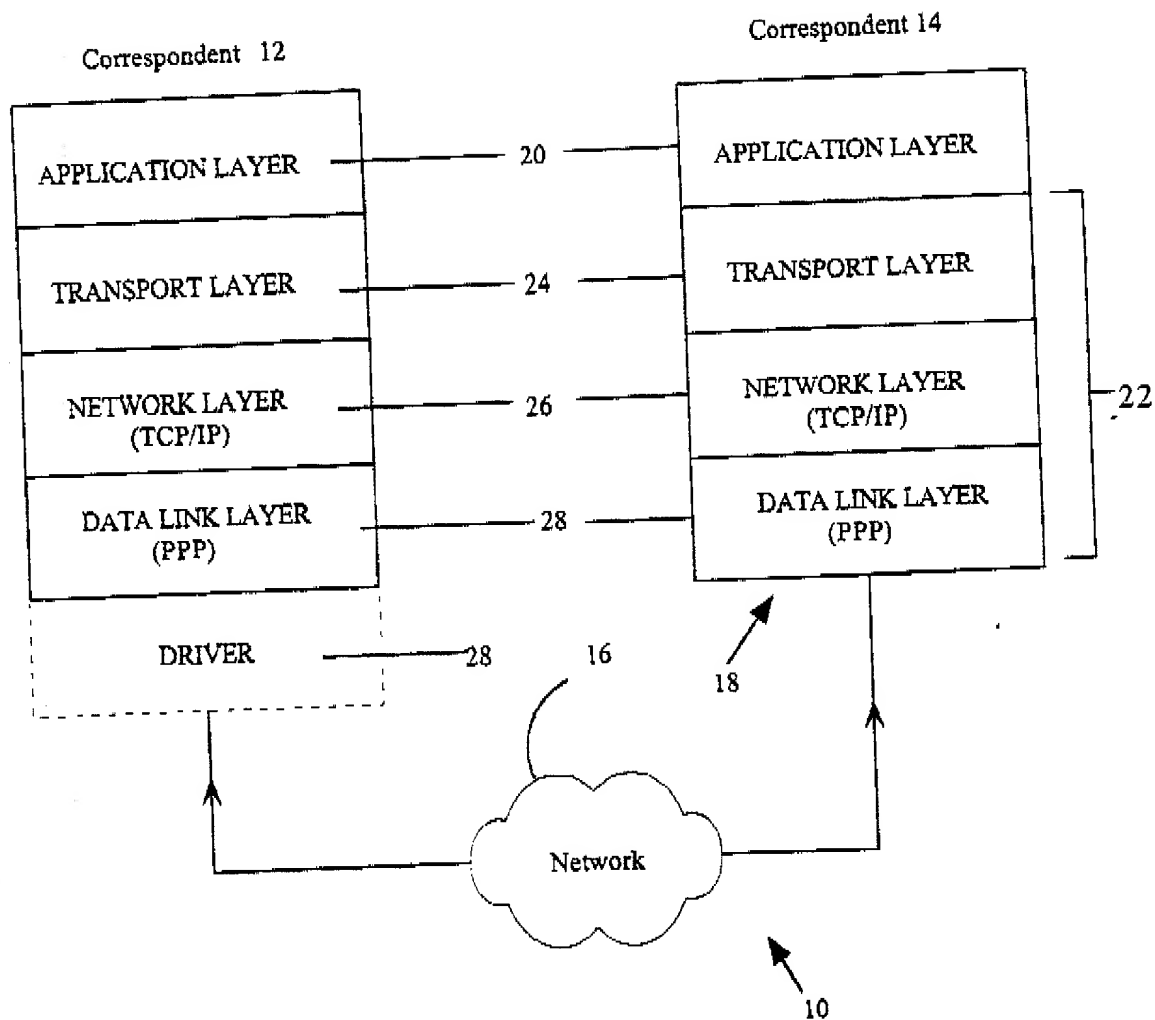 Correspondent 12
Correspondent 14
APPLICATION LAYER
20
APPLICATION LAYER
TRANSPORT LAYER
24
TRANSPORT LAYER
NETWORK LAYER
(TCP/IP)
26
NETWORK LAYER
(TCP/IP)
22
DATA LINK LAYER
(PPP)
28
DATA LINK LAYER
(PPP)
DRIVER
28
16
18
Network
10